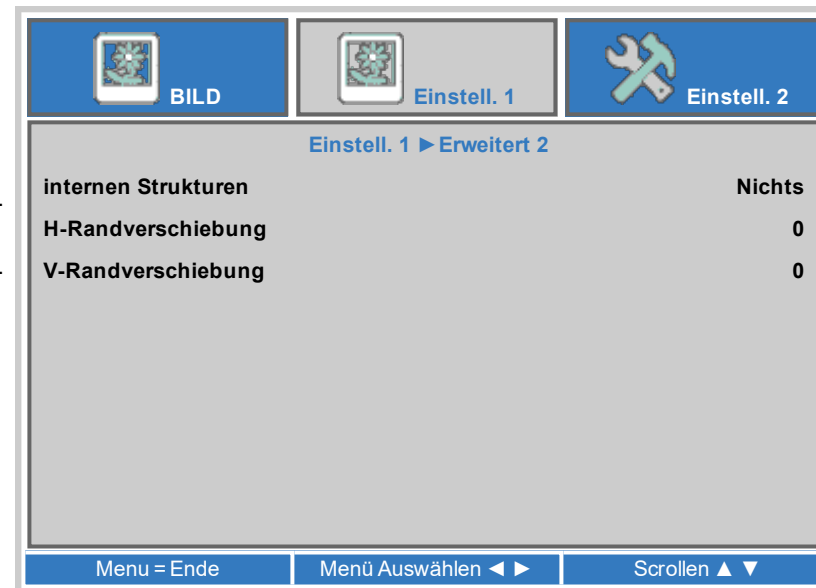 BILD
Einstell. 1
Einstell. 2
Einstell. 1 ►Erweitert 2
internen Strukturen Nichts
H-Randverschiebung 0
V-Randverschiebung 0
Menu = Ende
Menü Auswählen ◄ ►
Scrollen ▲ ▼